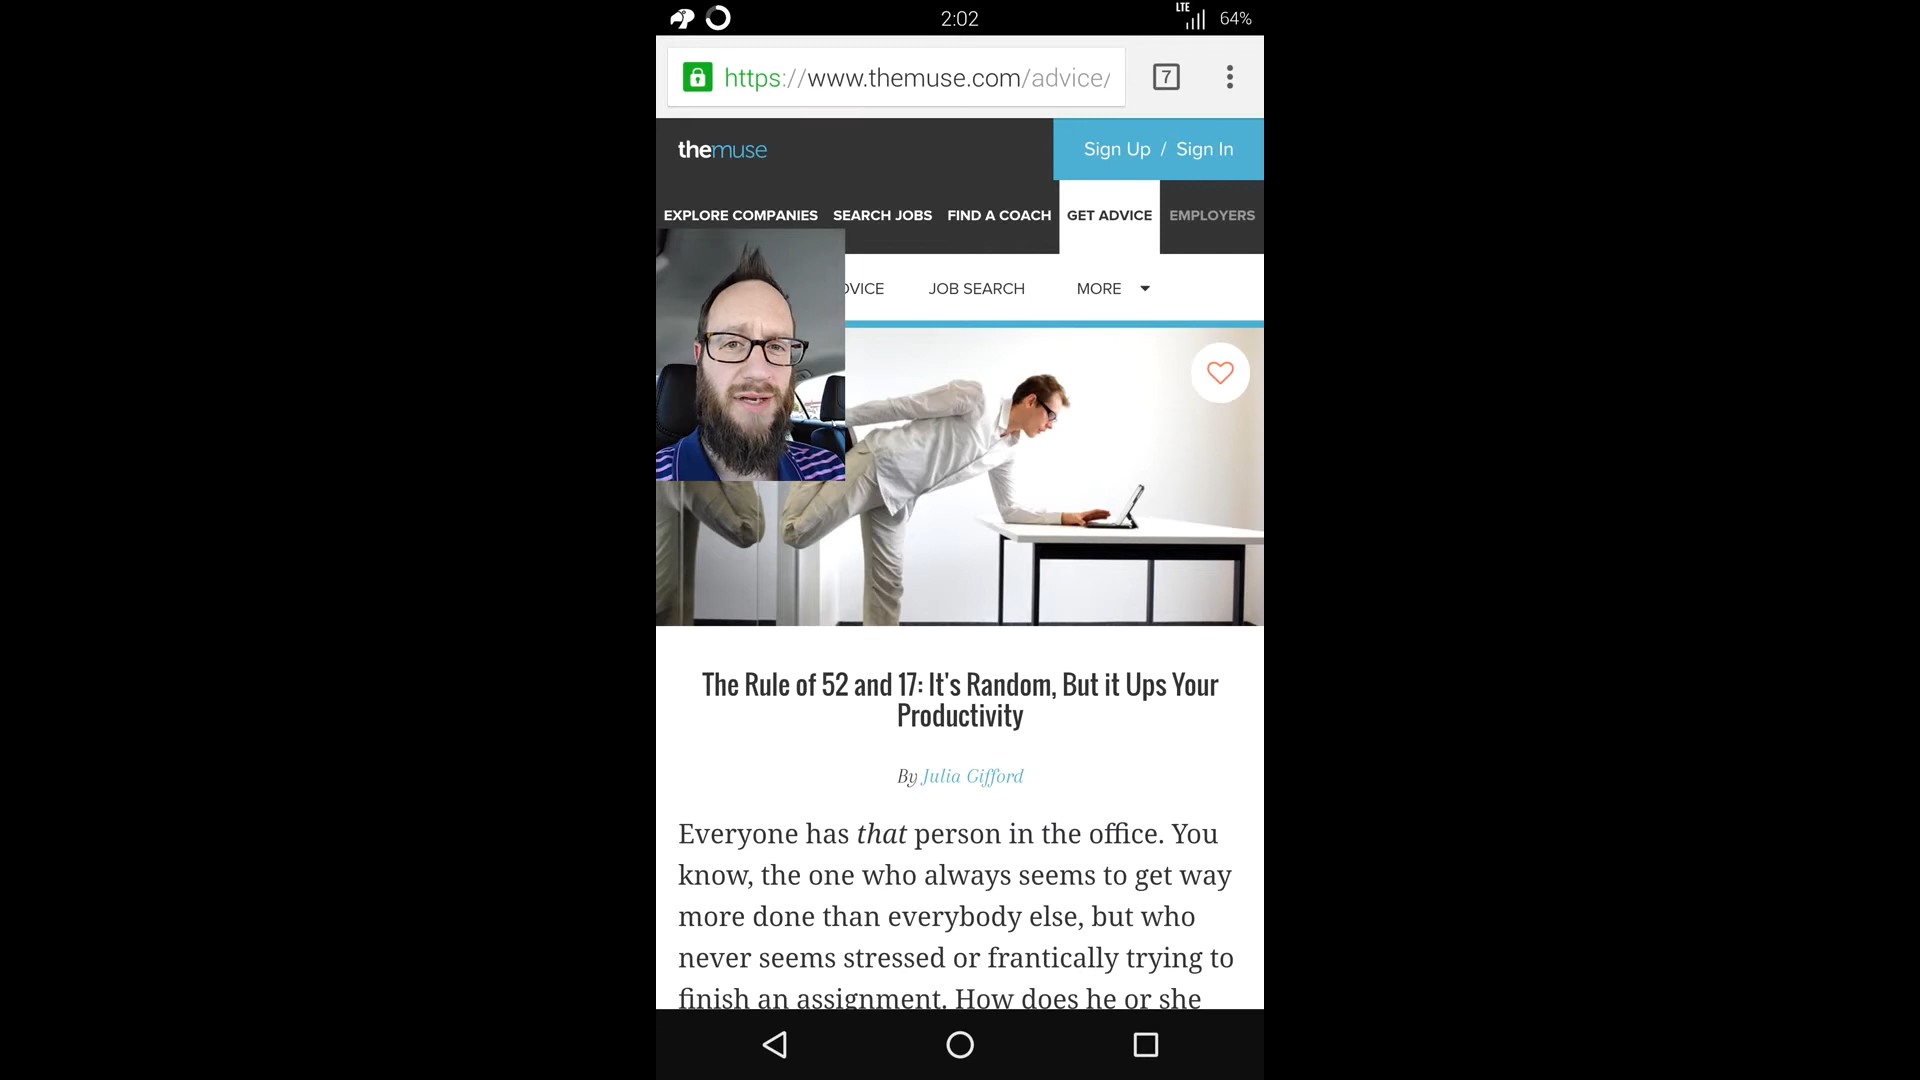 2:02
LTE
64%
https://www.themuse.com/advice/
7
themuse
Sign Up / Sign In
EXPLORE COMPANIES SEARCH JOBS FIND A COACH GET ADVICE EMPLOYERS
JOB SEARCH MORE
The Rule of 52 and 17: It's Random, But it Ups Your
Productivity
By Julia Gifford
Everyone has that person in the office. You
know, the one who always seems to get way
more done than everybody else, but who
never seems stressed or frantically trying to
finish an assignment. How does he or she